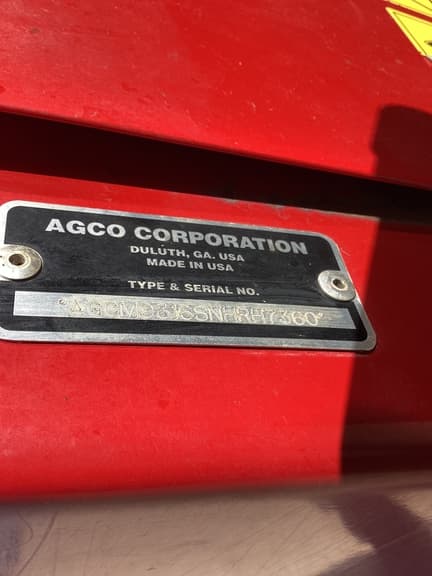 AGCO CORPORATION
DULUTH, GA. USA
MADE IN USA
TYPE & SERIAL NO.